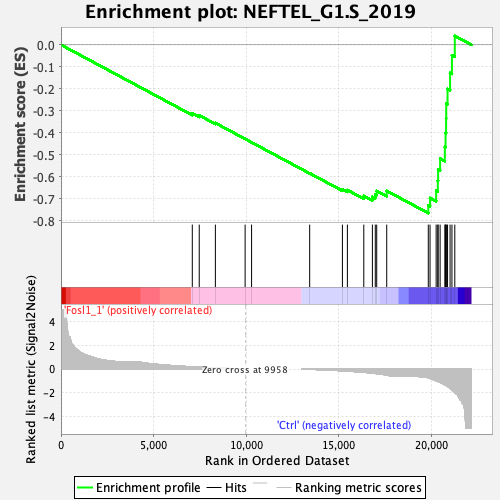 Enrichment plot: NEFTEL_G1.S_2019
Enrichment score (ES)
0.0
-0.1
-0.2
-0.3
-0.4
-0.5
-0.6
-0.7
-0.8
'Fosl1_1' (positively correlated)
Ranked list metric (Signal2Noise)
4
2
0
-2
-4
Zero cross at 9958
'Ctrl' (negatively correlated)
0 5,000 10,000 15,000 20,000
Rank in Ordered Dataset
Enrichment profile Hits Ranking metric scores